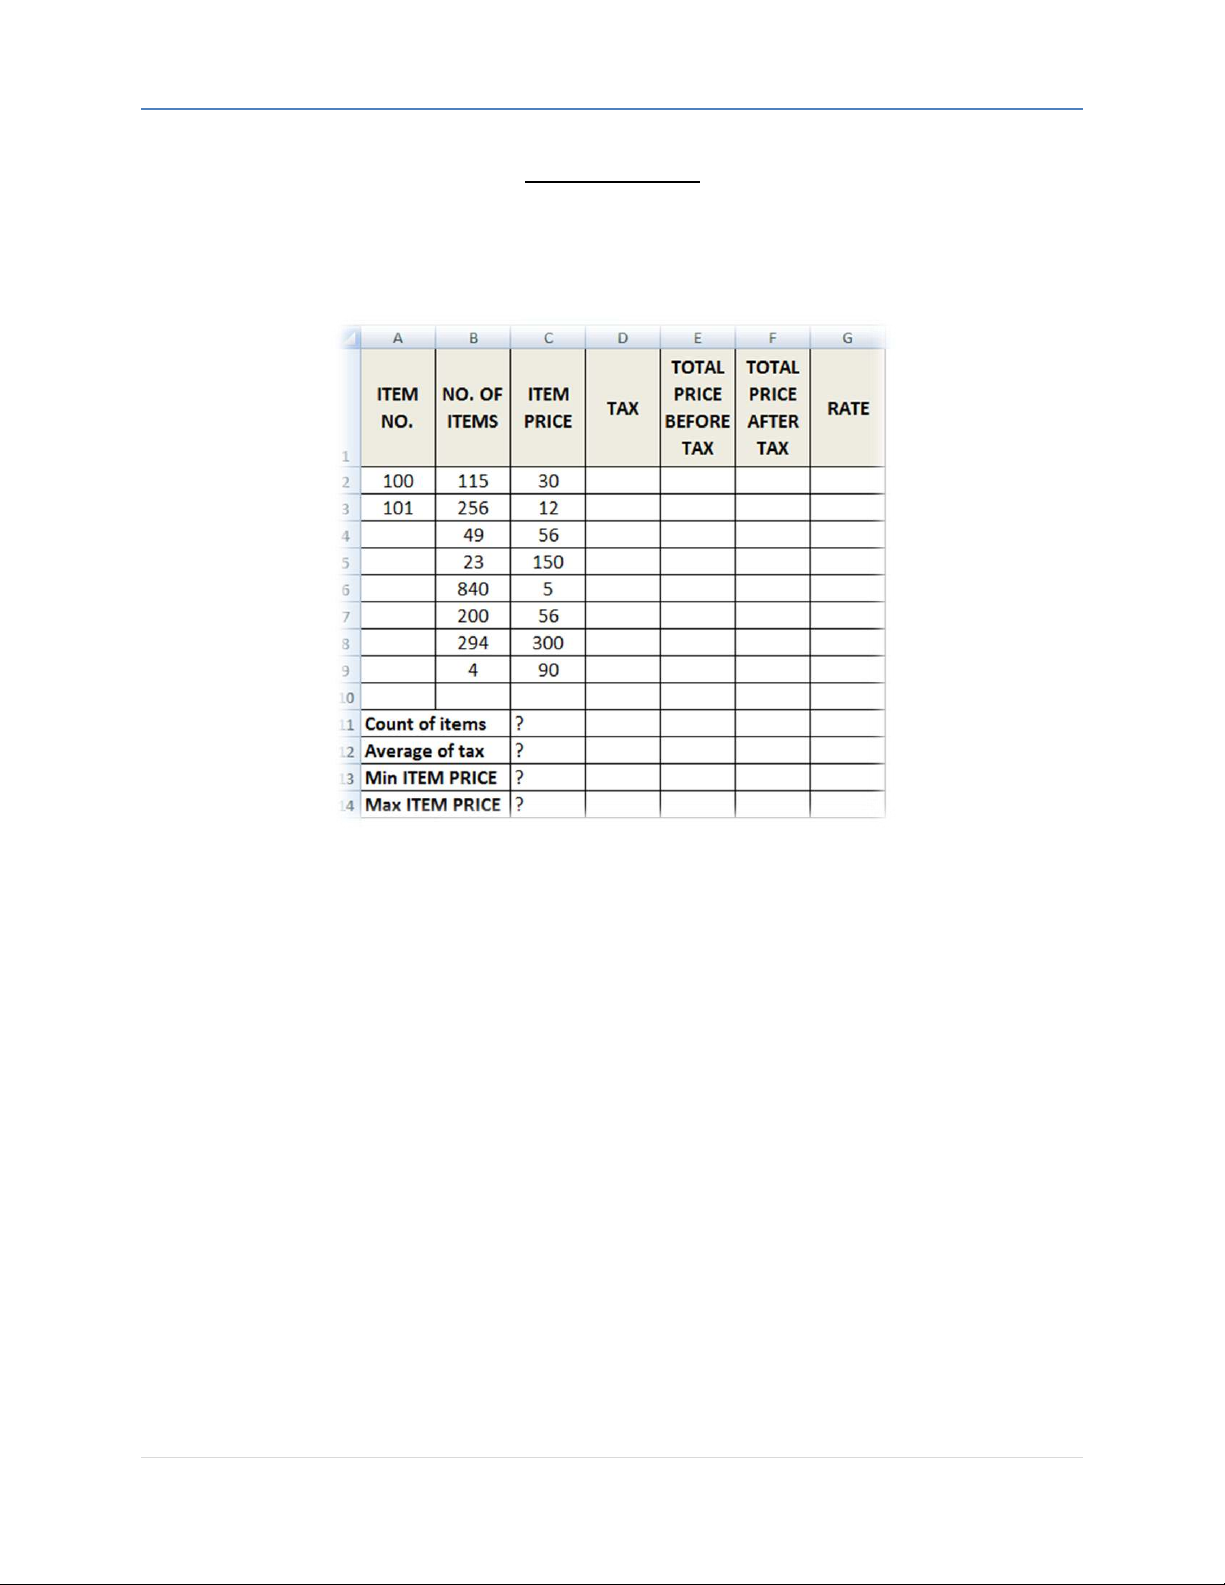 A B C D E F G
1 ITEM NO. NO. OF ITEMS ITEM PRICE TAX TOTAL PRICE BEFORE TAX TOTAL PRICE AFTER TAX RATE
2 100 115 30
3 101 256 12
4 49 56
5 23 150
6 840 5
7 200 56
8 294 300
9 4 90
10
11 Count of items ?
12 Average of tax ?
13 Min ITEM PRICE ?
14 Max ITEM PRICE ?